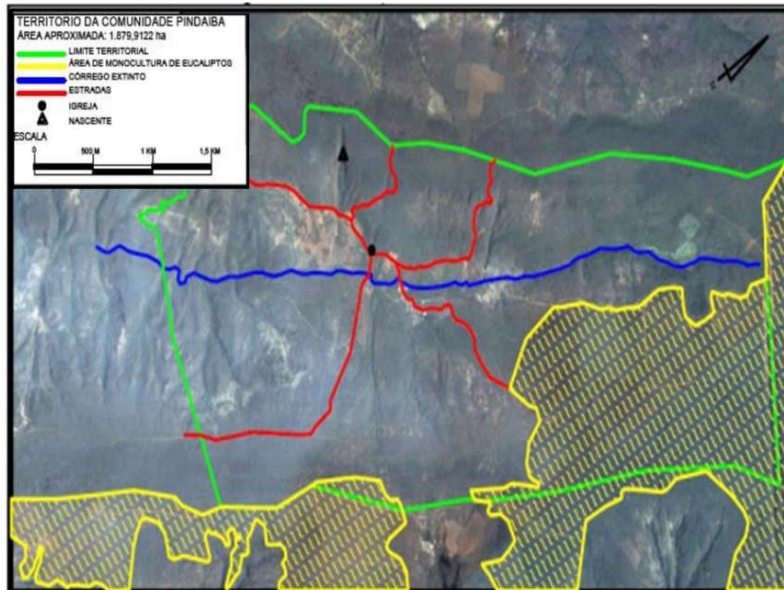 TERRITÓRIO DA COMUNIDADE PINDAIBA
ÁREA APROXIMADA: 1.879,9122 ha
LIMITE TERRITORIAL
ÁREA DE MONOCULTURA DE EUCALIPTOS
CÓRREGO EXTINTO
ESTRADAS
IGREJA
NASCENTE
ESCALA
0 500 M 1 KM 1,5 KM